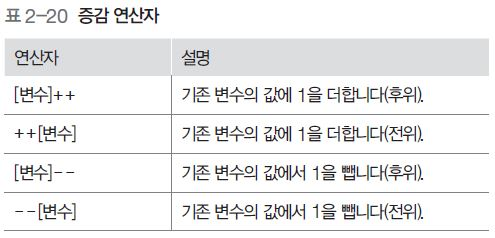 표 2-20 증감 연산자
연산자 설명
[변수]++ 기존 변수의 값에 1을 더합니다(후위).
++[변수] 기존 변수의 값에 1을 더합니다(전위).
[변수]-- 기존 변수의 값에서 1을 뺍니다(후위).
--[변수] 기존 변수의 값에서 1을 뺍니다(전위).